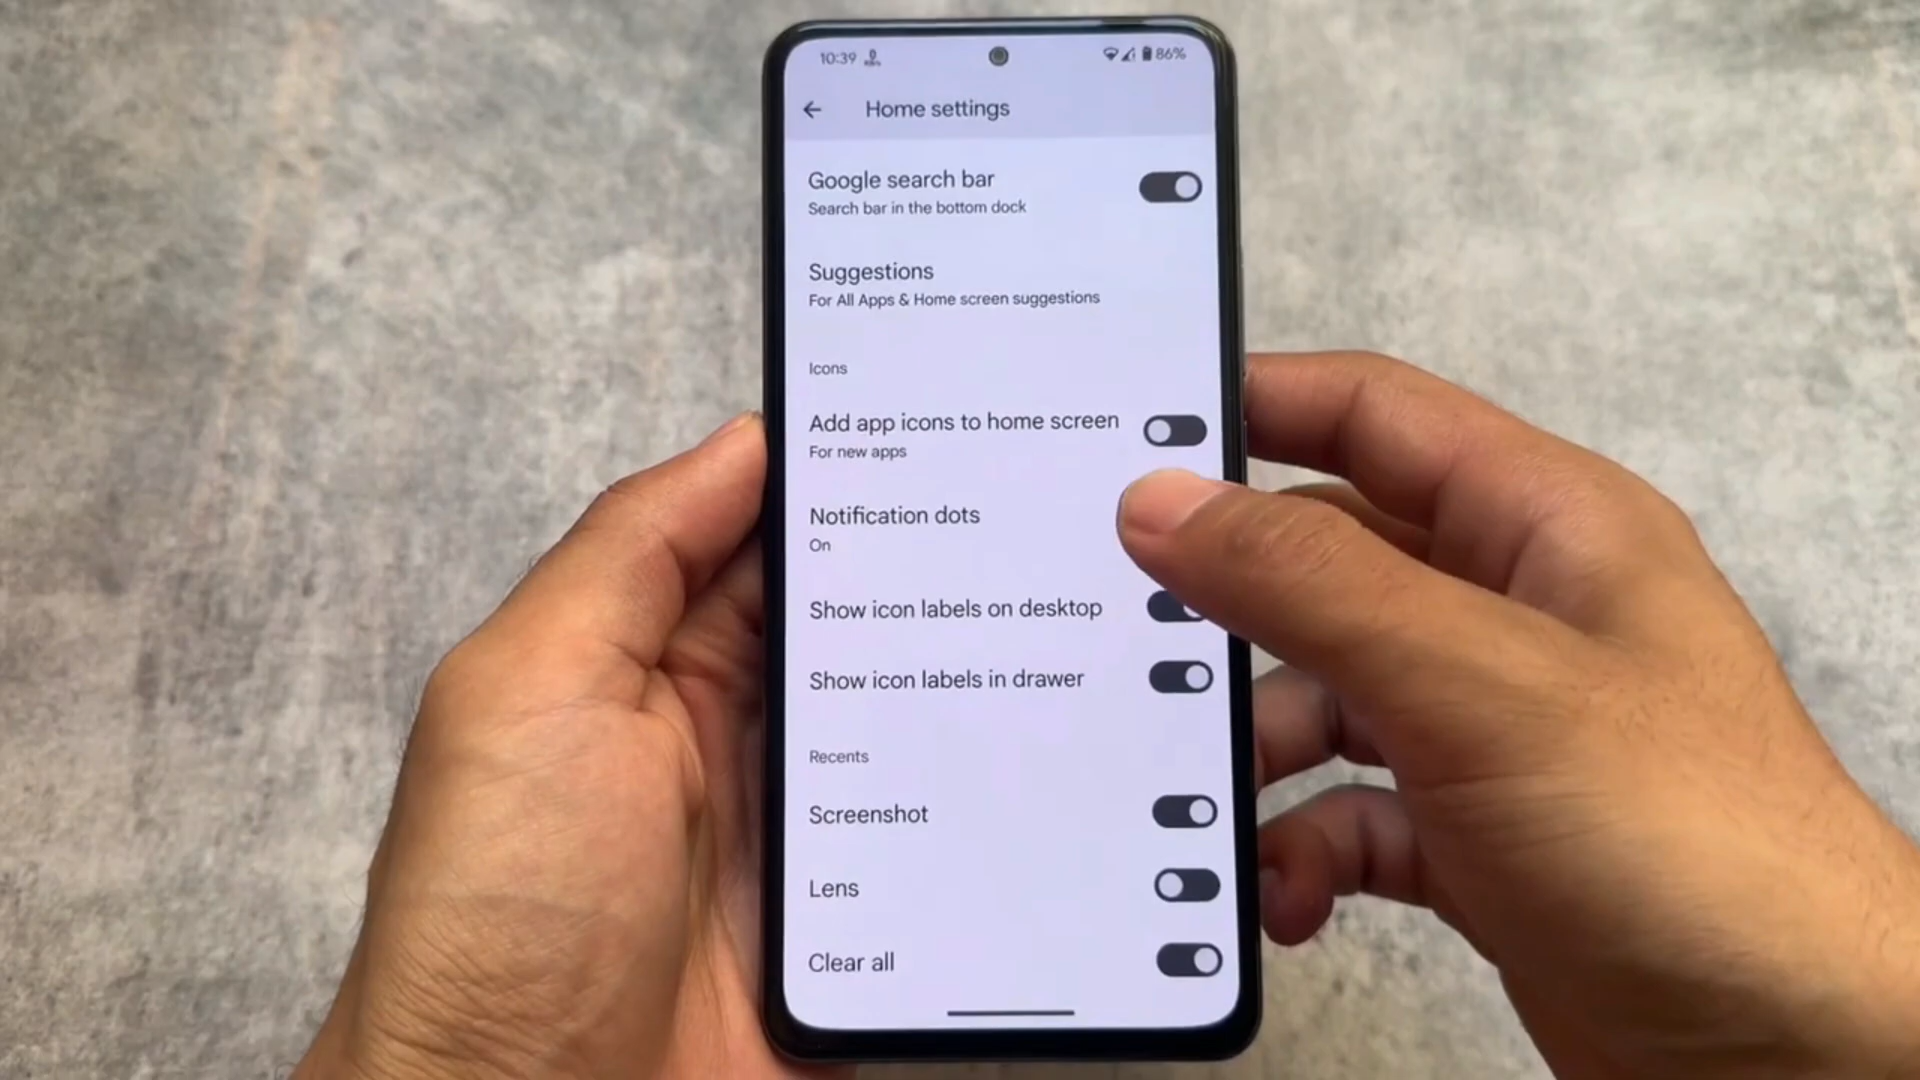 10:39
86%
Home settings
Google search bar
Search bar in the bottom dock
Suggestions
For All Apps & Home screen suggestions
Icons
Add app icons to home screen
For new apps
Notification dots
On
Show icon labels on desktop
Show icon labels in drawer
Recents
Screenshot
Lens
Clear all